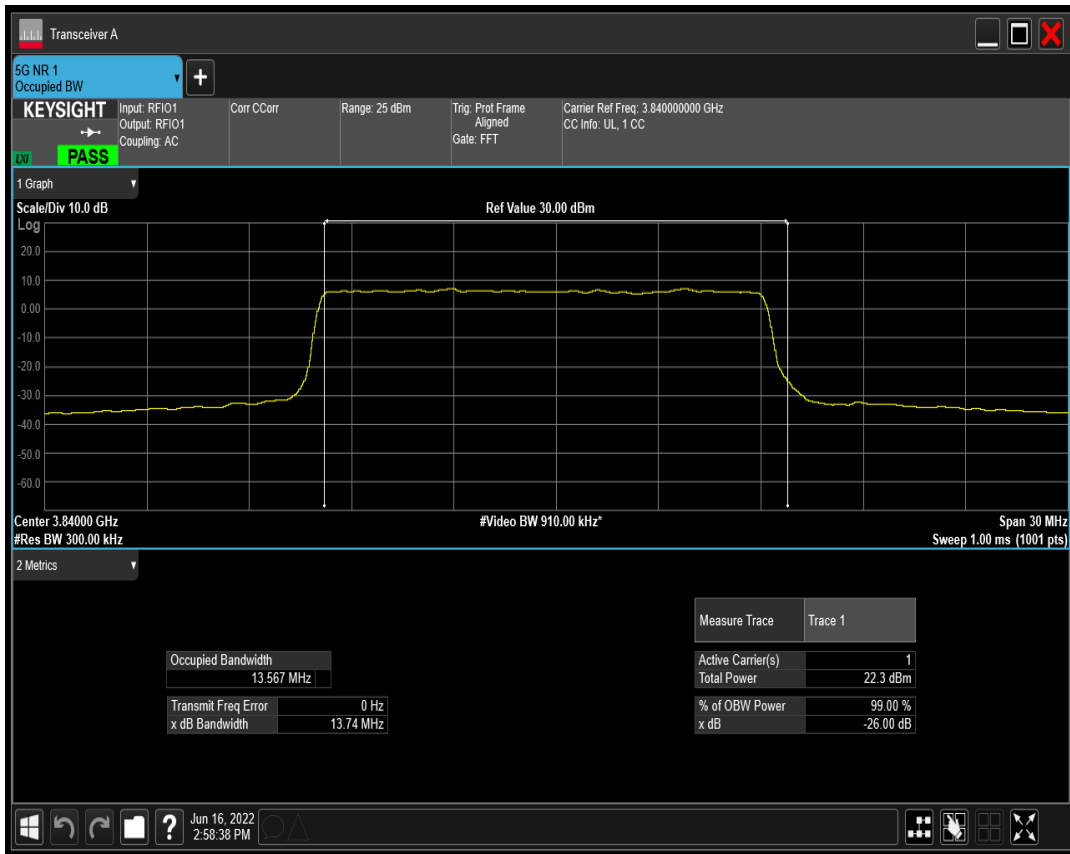 Transceiver A
5G NR 1
Occupied BW
+
KEYSIGHT
LXI
PASS
Input: RFIO1
Output: RFIO1
Coupling: AC
Corr CCorr
Range: 25 dBm
Trig: Prot Frame
Aligned
Gate: FFT
Carrier Ref Freq: 3.840000000 GHz
CC Info: UL, 1 CC
1 Graph
Scale/Div 10.0 dB
Ref Value 30.00 dBm
Log
20.0
10.0
0.00
-10.0
-20.0
-30.0
-40.0
-50.0
-60.0
Center 3.84000 GHz
#Video BW 910.00 kHz*
Span 30 MHz
#Res BW 300.00 kHz
Sweep 1.00 ms (1001 pts)
2 Metrics
Measure Trace Trace 1
Occupied Bandwidth
13.567 MHz
Active Carrier(s) 1
Total Power 22.3 dBm
Transmit Freq Error 0 Hz
x dB Bandwidth 13.74 MHz
% of OBW Power 99.00 %
x dB -26.00 dB
?
Jun 16, 2022
2:58:38 PM